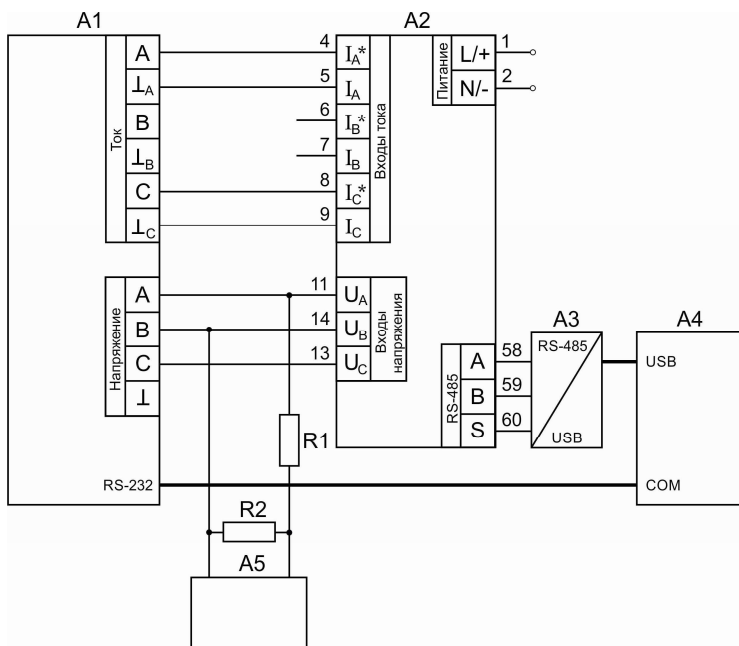 A1
A2
Ток
A
⊥A
B
⊥B
C
⊥C
4
5
6
7
8
9
IA*
IA
IB*
IB
IC*
IC
Входы тока
Питание
L/+
N/-
1
2
Напряжение
A
B
C
⊥
11
14
13
UA
UB
UC
Входы
напряжения
RS-485
A
B
S
58
59
60
A3
RS-485
USB
A4
USB
COM
RS-232
R1
R2
A5